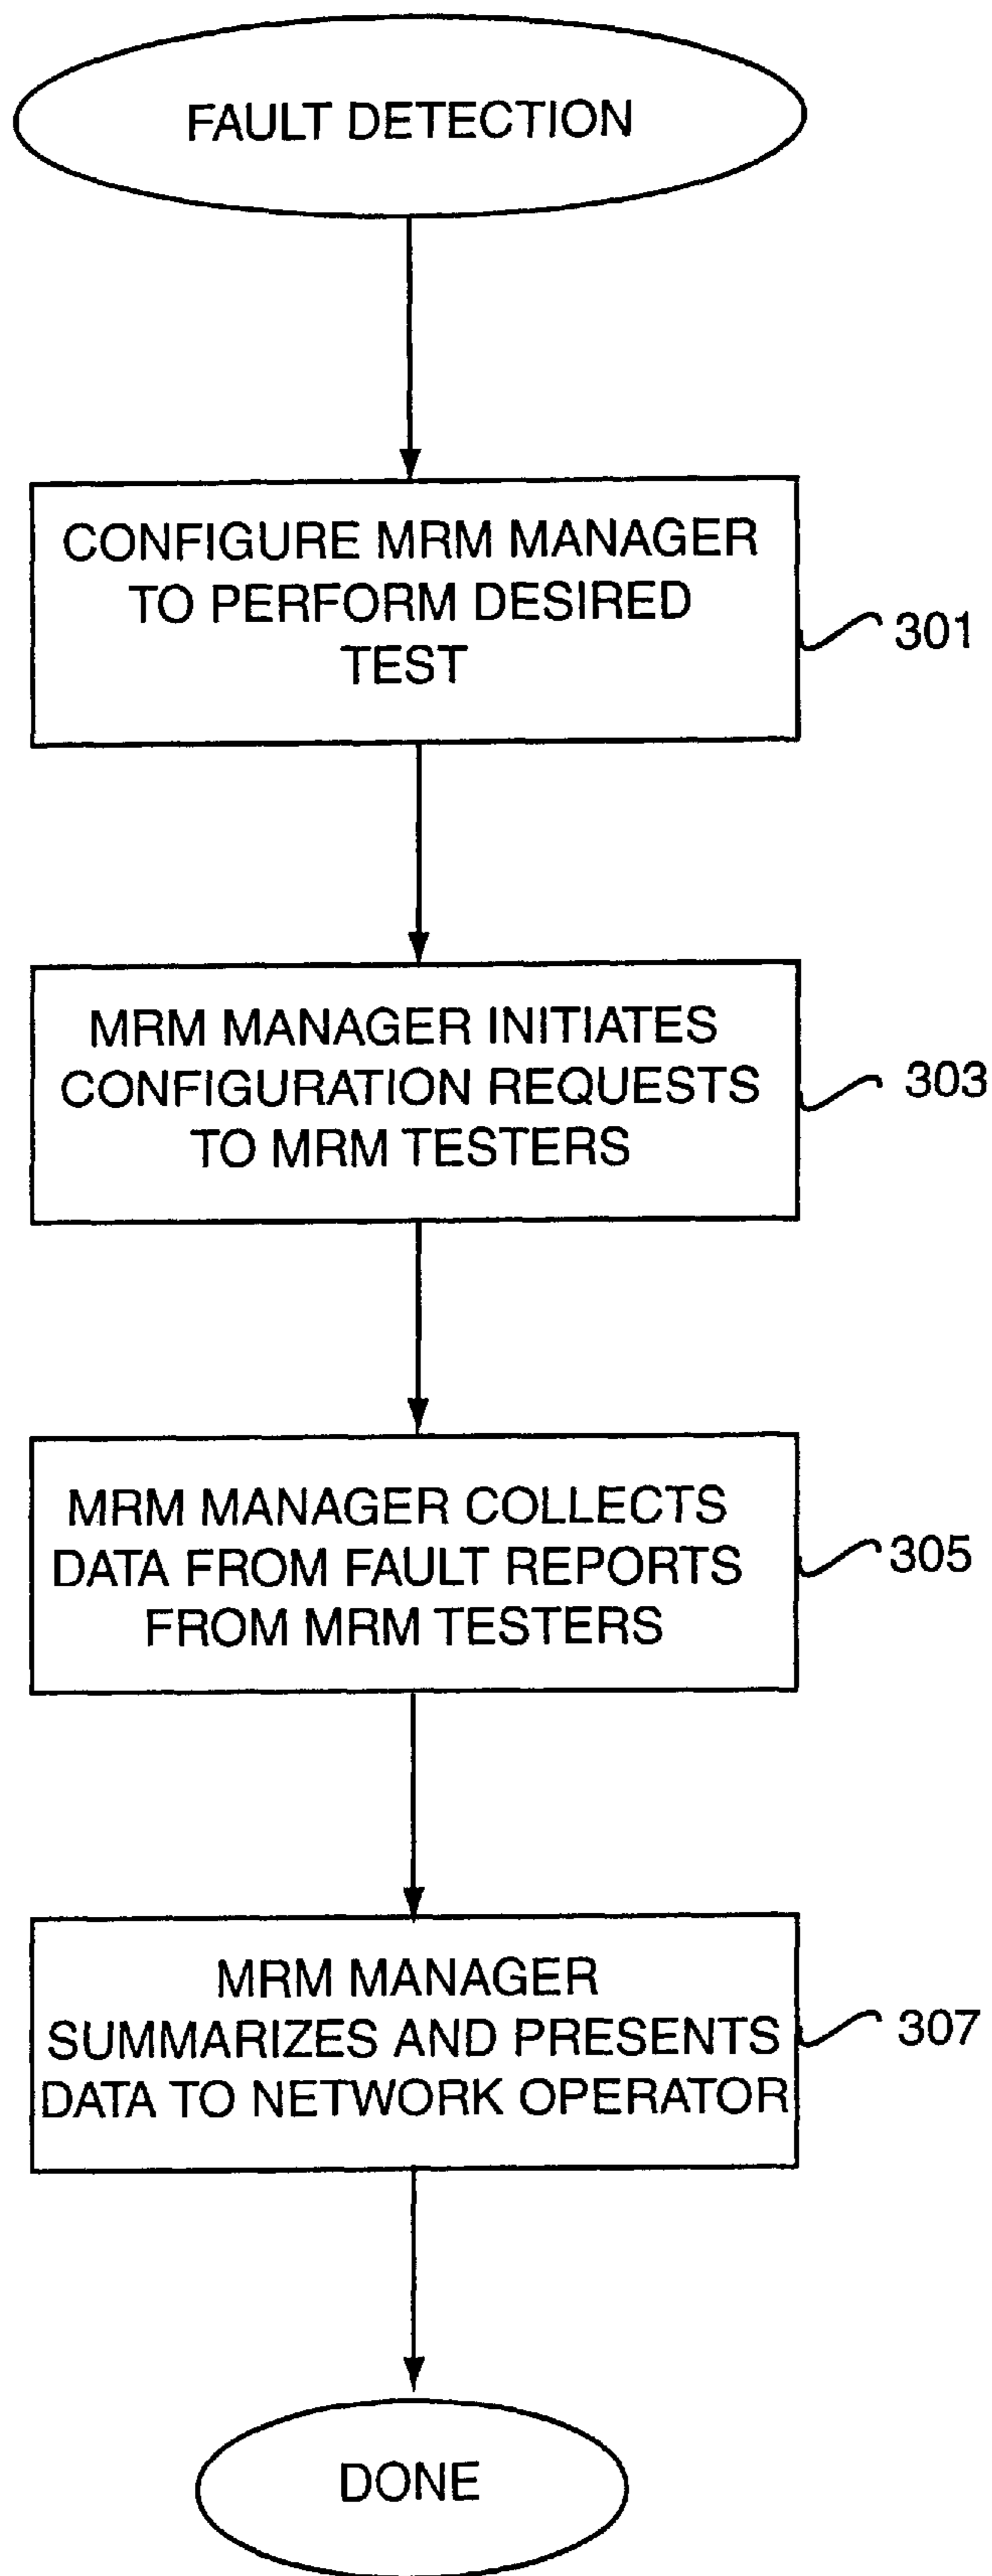 FAULT DETECTION
CONFIGURE MRM MANAGER
TO PERFORM DESIRED
TEST
301
MRM MANAGER INITIATES
CONFIGURATION REQUESTS
TO MRM TESTERS
303
MRM MANAGER COLLECTS
DATA FROM FAULT REPORTS
FROM MRM TESTERS
305
MRM MANAGER
SUMMARIZES AND PRESENTS
DATA TO NETWORK OPERATOR
307
DONE